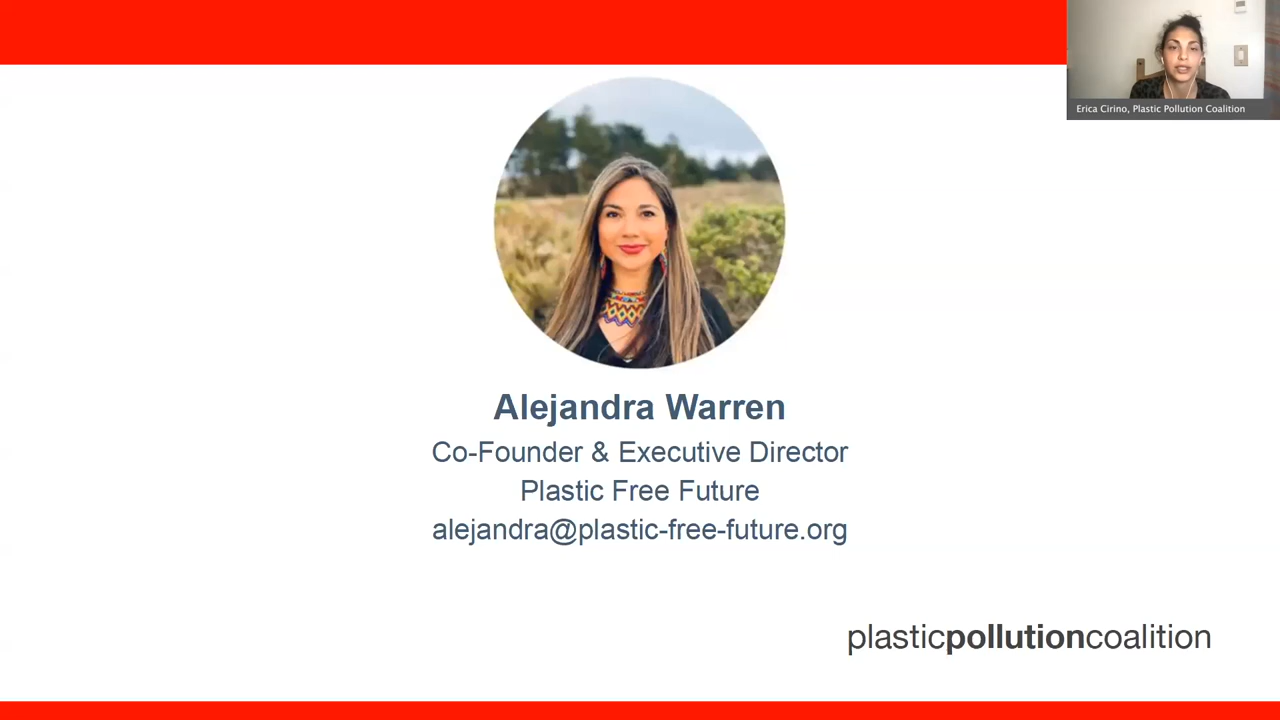 Erica Cirino, Plastic Pollution Coalition
Alejandra Warren
Co-Founder & Executive Director
Plastic Free Future
alejandra@plastic-free-future.org
plasticpollutioncoalition